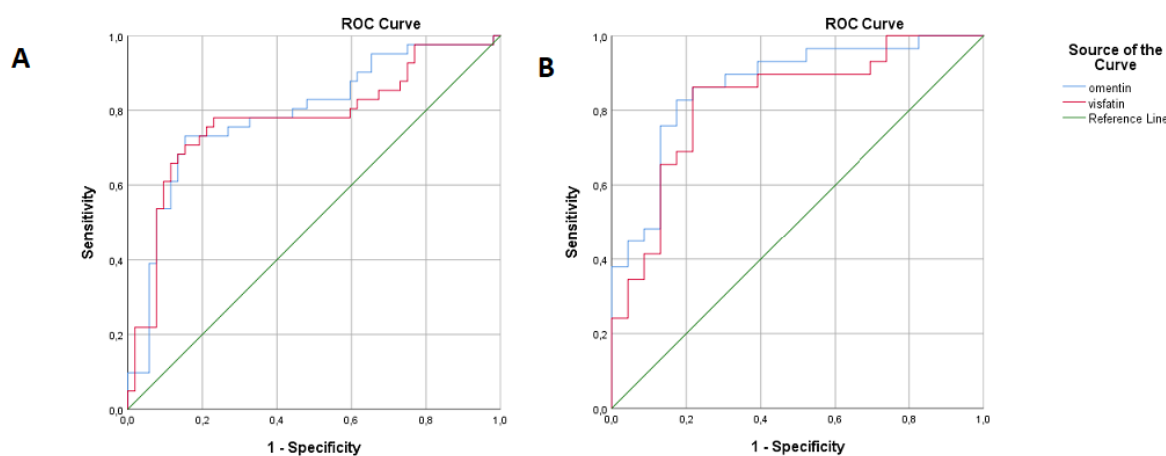 A
ROC Curve
Sensitivity
1,0
0,8
0,6
0,4
0,2
0,0
0,0 0,2 0,4 0,6 0,8 1,0
1 - Specificity
B
ROC Curve
Sensitivity
1,0
0,8
0,6
0,4
0,2
0,0
0,0 0,2 0,4 0,6 0,8 1,0
1 - Specificity
Source of the
Curve
omentin
visfatin
Reference Line